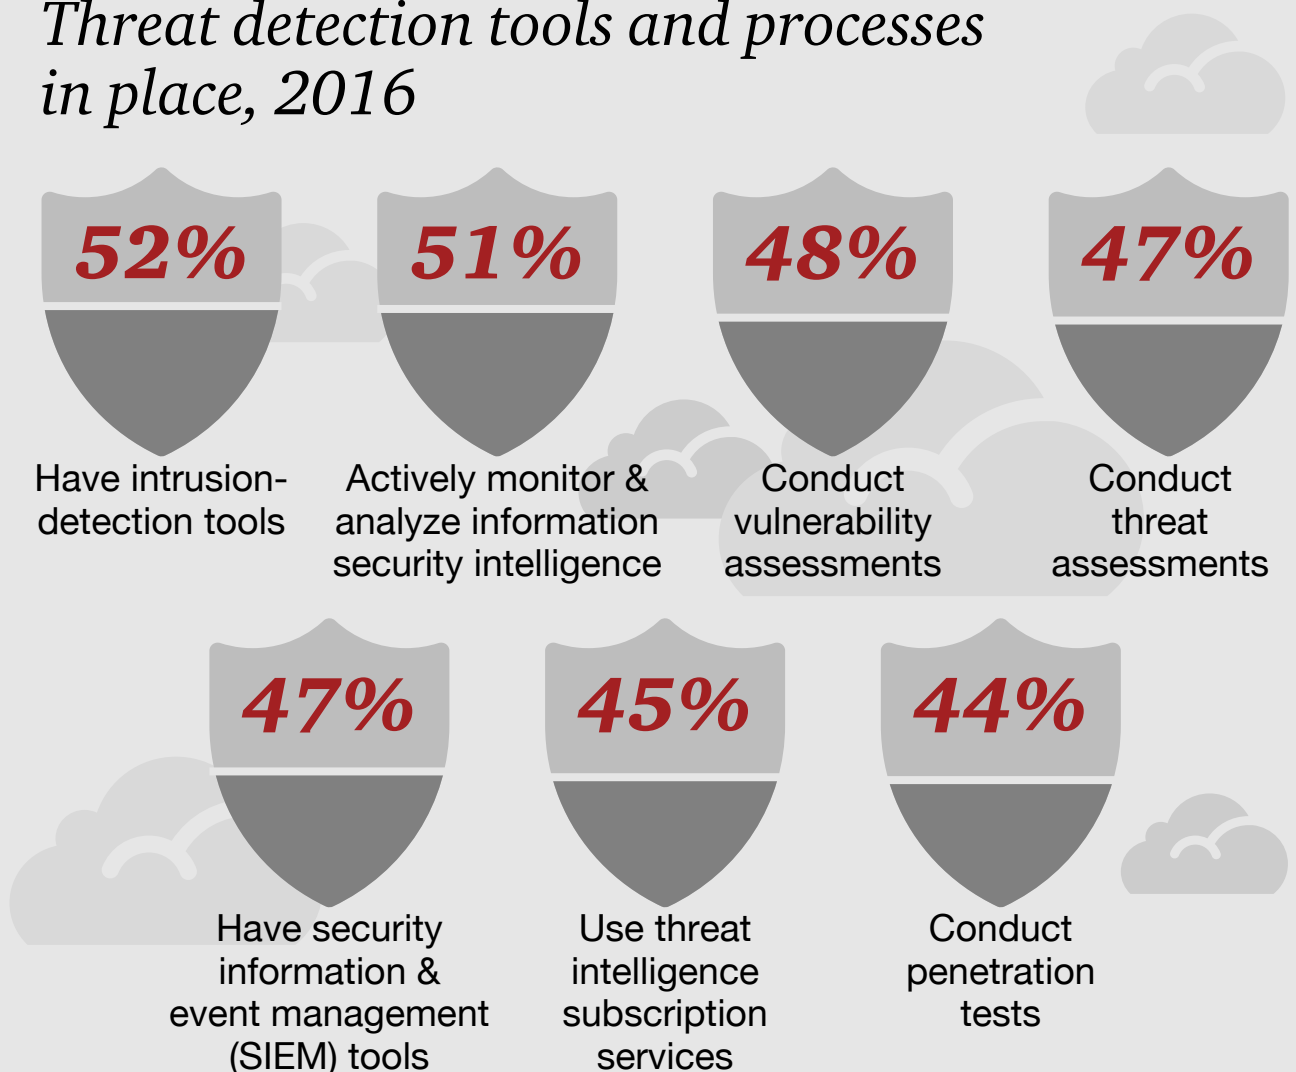 Threat detection tools and processes
in place, 2016
52% 51% 48% 47%
Have intrusion-
detection tools
Actively monitor &
analyze information
security intelligence
Conduct
vulnerability
assessments
Conduct
threat
assessments
47% 45% 44%
Have security
information &
event management
(SIEM) tools
Use threat
intelligence
subscription
services
Conduct
penetration
tests